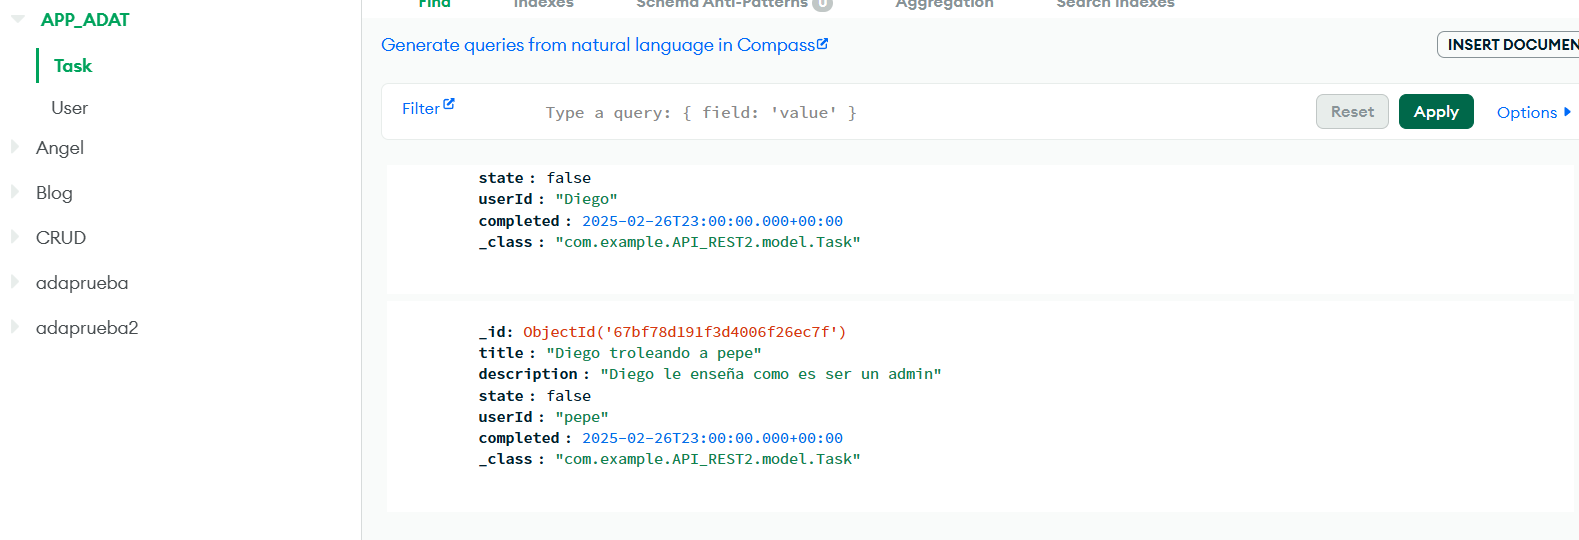 APP_ADAT
Task
User
Angel
Blog
CRUD
adaprueba
adaprueba2
Find Indexes Schema Anti-Patterns 0 Aggregation Search Indexes
Generate queries from natural language in Compass
INSERT DOCUMEN
Filter Type a query: { field: 'value' } Reset Apply Options
state : false
userId : "Diego"
completed : 2025-02-26T23:00:00.000+00:00
_class : "com.example.API_REST2.model.Task"
_id: ObjectId('67bf78d191f3d4006f26ec7f')
title : "Diego troleando a pepe"
description : "Diego le enseña como es ser un admin"
state : false
userId : "pepe"
completed : 2025-02-26T23:00:00.000+00:00
_class : "com.example.API_REST2.model.Task"